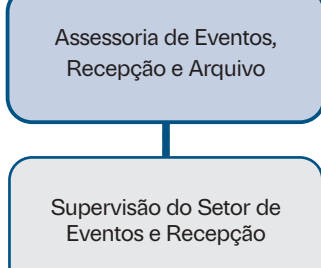 Assessoria de Eventos,
Recepção e Arquivo
Supervisão do Setor de
Eventos e Recepção